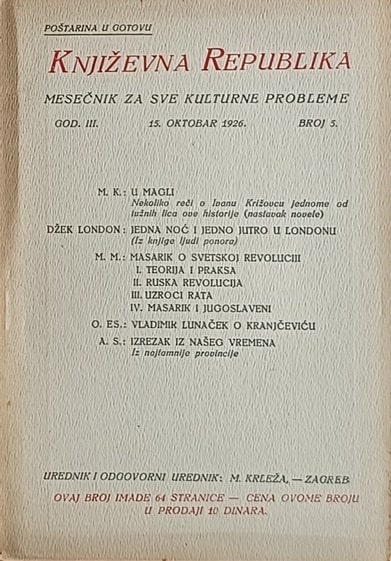 POŠTARINA U GOTOVU
KNJIŽEVNA REPUBLIKA
MESEČNIK ZA SVE KULTURNE PROBLEME
GOD. III. 15. OKTOBAR 1926. BROJ 5.
M. K.: U MAGLI
Nekoliko reči o Ivanu Križovcu jednome od
tužnih lica ove historije (nastavak novele)
DŽEK LONDON: JEDNA NOĆ I JEDNO JUTRO U LONDONU
(Iz knjige ljudi ponora)
M. M.: MASARIK O SVETSKOJ REVOLUCIJI
I. TEORIJA I PRAKSA
II. RUSKA REVOLUCIJA
III. UZROCI RATA
IV. MASARIK I JUGOSLAVENI
O. ES.: VLADIMIR LUNAČEK O KRANJČEVIĆU
A. S.: IZREZAK IZ NAŠEG VREMENA
Iz najtamnije provincije
UREDNIK I ODGOVORNI UREDNIK: M. KRLEŽA, — ZAGREB
OVAJ BROJ IMADE 64 STRANICE — CENA OVOME BROJU
U PRODAJI 10 DINARA.